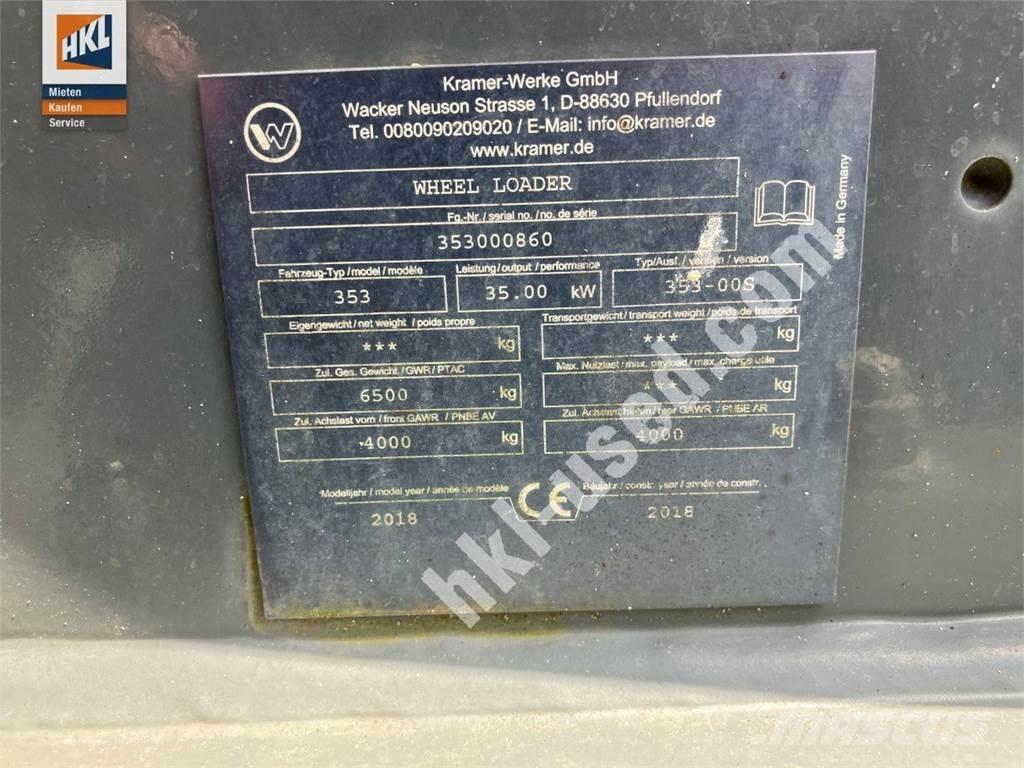 HKL
Mieten
Kaufen
Service
Kramer-Werke GmbH
Wacker Neuson Strasse 1, D-88630 Pfullendorf
Tel. 0080090209020 / E-Mail: info@kramer.de
www.kramer.de
WHEEL LOADER
Fg.-Nr./ serial no. / no. de série
353000860
Fahrzeug-Typ / model / modèle Leistung / output / performance Typ/Ausf. / version / version
353 35.00 kW 353-00S
Eigengewicht / net weight / poids propre Transportgewicht / transport weight / poids de transport
*** kg *** kg
Zul. Ges. Gewicht / GWR / PTAC Max. Nutzlast / max. payload / max. charge utile
6500 kg *** kg
Zul. Achslast vorn / front GAWR / PNBE AV Zul. Achslast hinten / rear GAWR / PNBE AR
4000 kg 4000 kg
Modelljahr / model year / année de modèle CE Baujahr / constr. year / année de constr.
2018 2018
Made in Germany
hkl-used.com
MASCUS